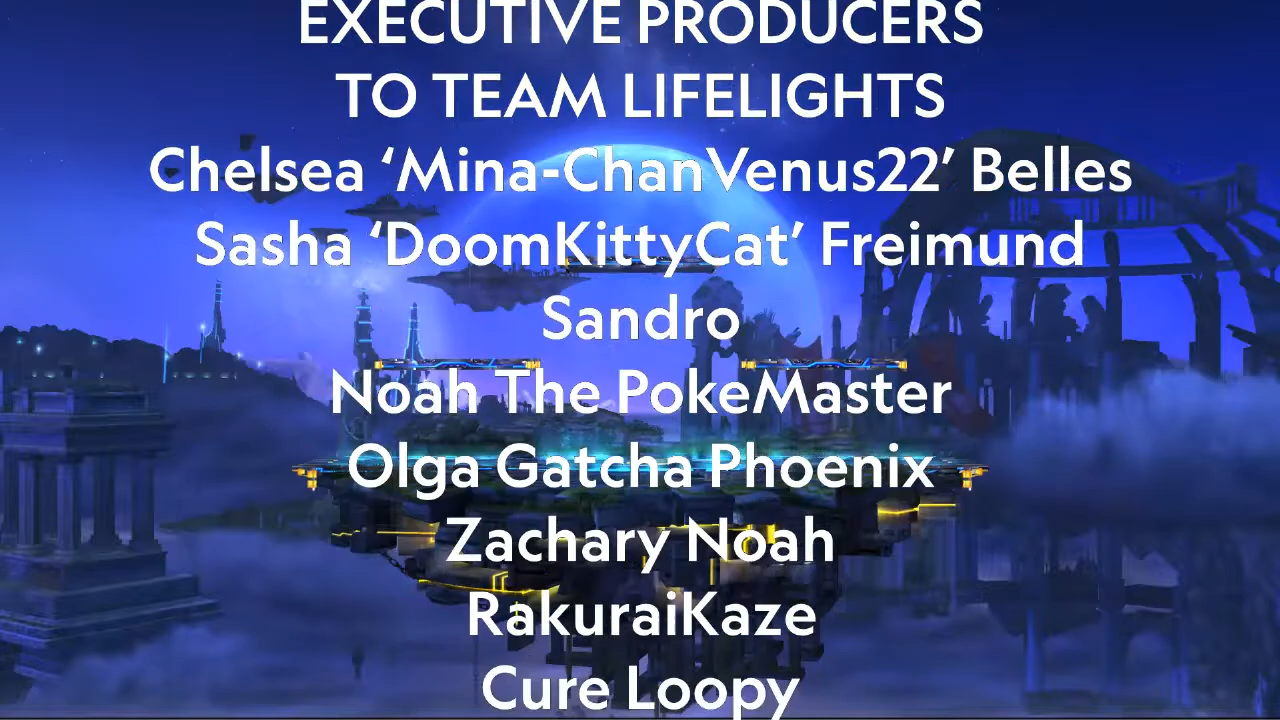 EXECUTIVE PRODUCERS
TO TEAM LIFELIGHTS
Chelsea ‘Mina-ChanVenus22’ Belles
Sasha ‘DoomKittyCat’ Freimund
Sandro
Noah The PokeMaster
Olga Gatcha Phoenix
Zachary Noah
RakuraiKaze
Cure Loopy